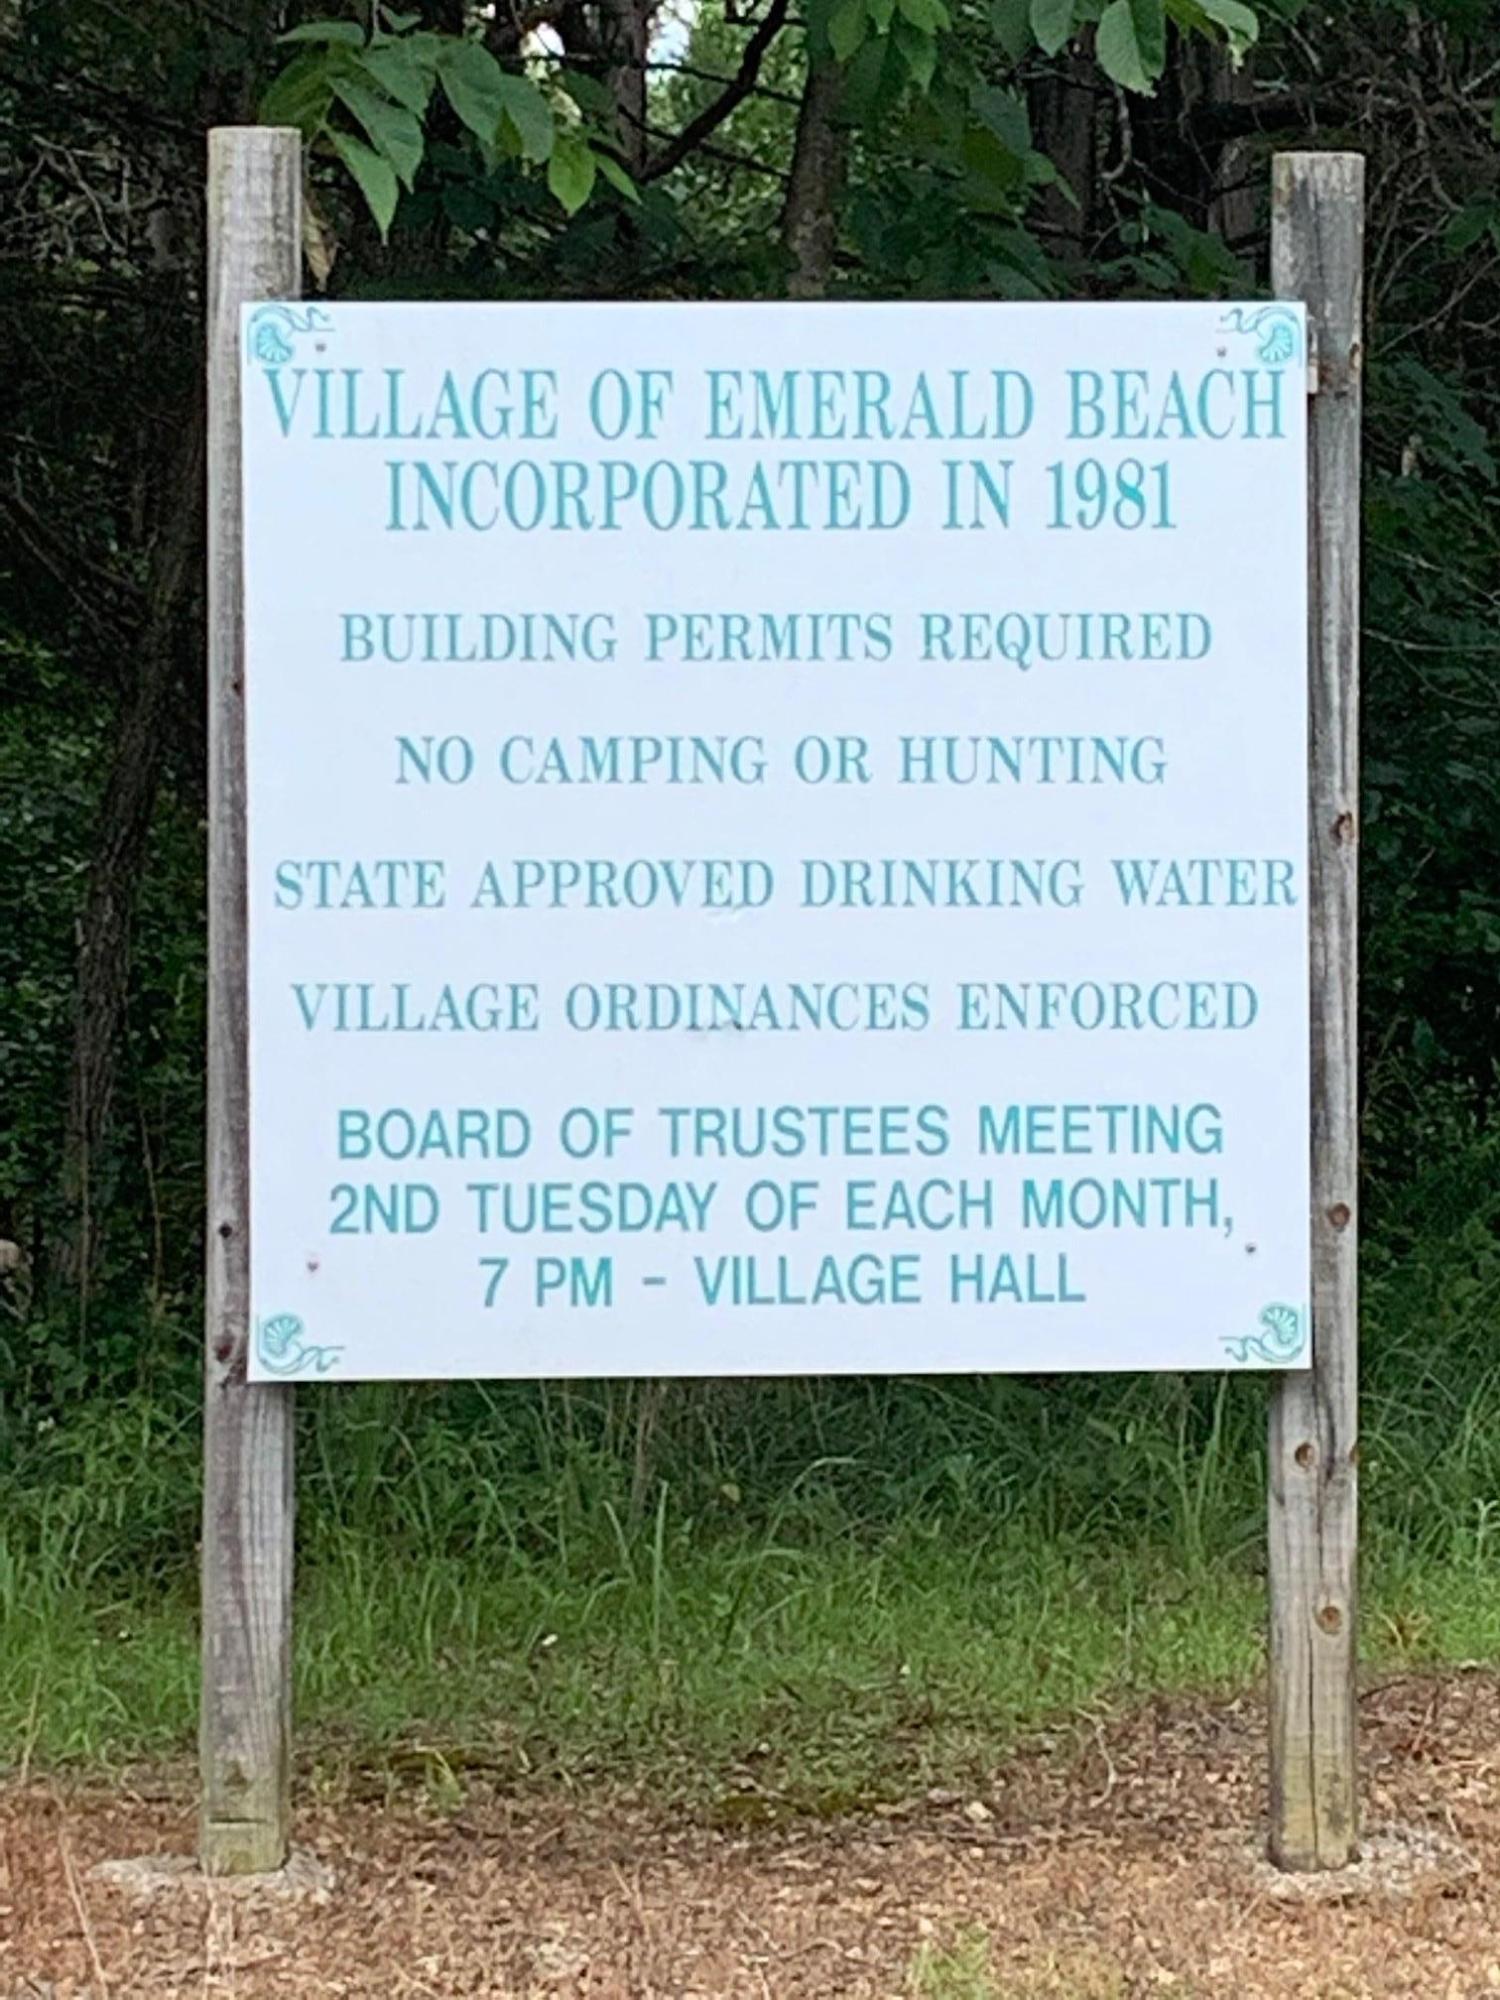 VILLAGE OF EMERALD BEACH
INCORPORATED IN 1981
BUILDING PERMITS REQUIRED
NO CAMPING OR HUNTING
STATE APPROVED DRINKING WATER
VILLAGE ORDINANCES ENFORCED
BOARD OF TRUSTEES MEETING
2ND TUESDAY OF EACH MONTH,
7 PM - VILLAGE HALL